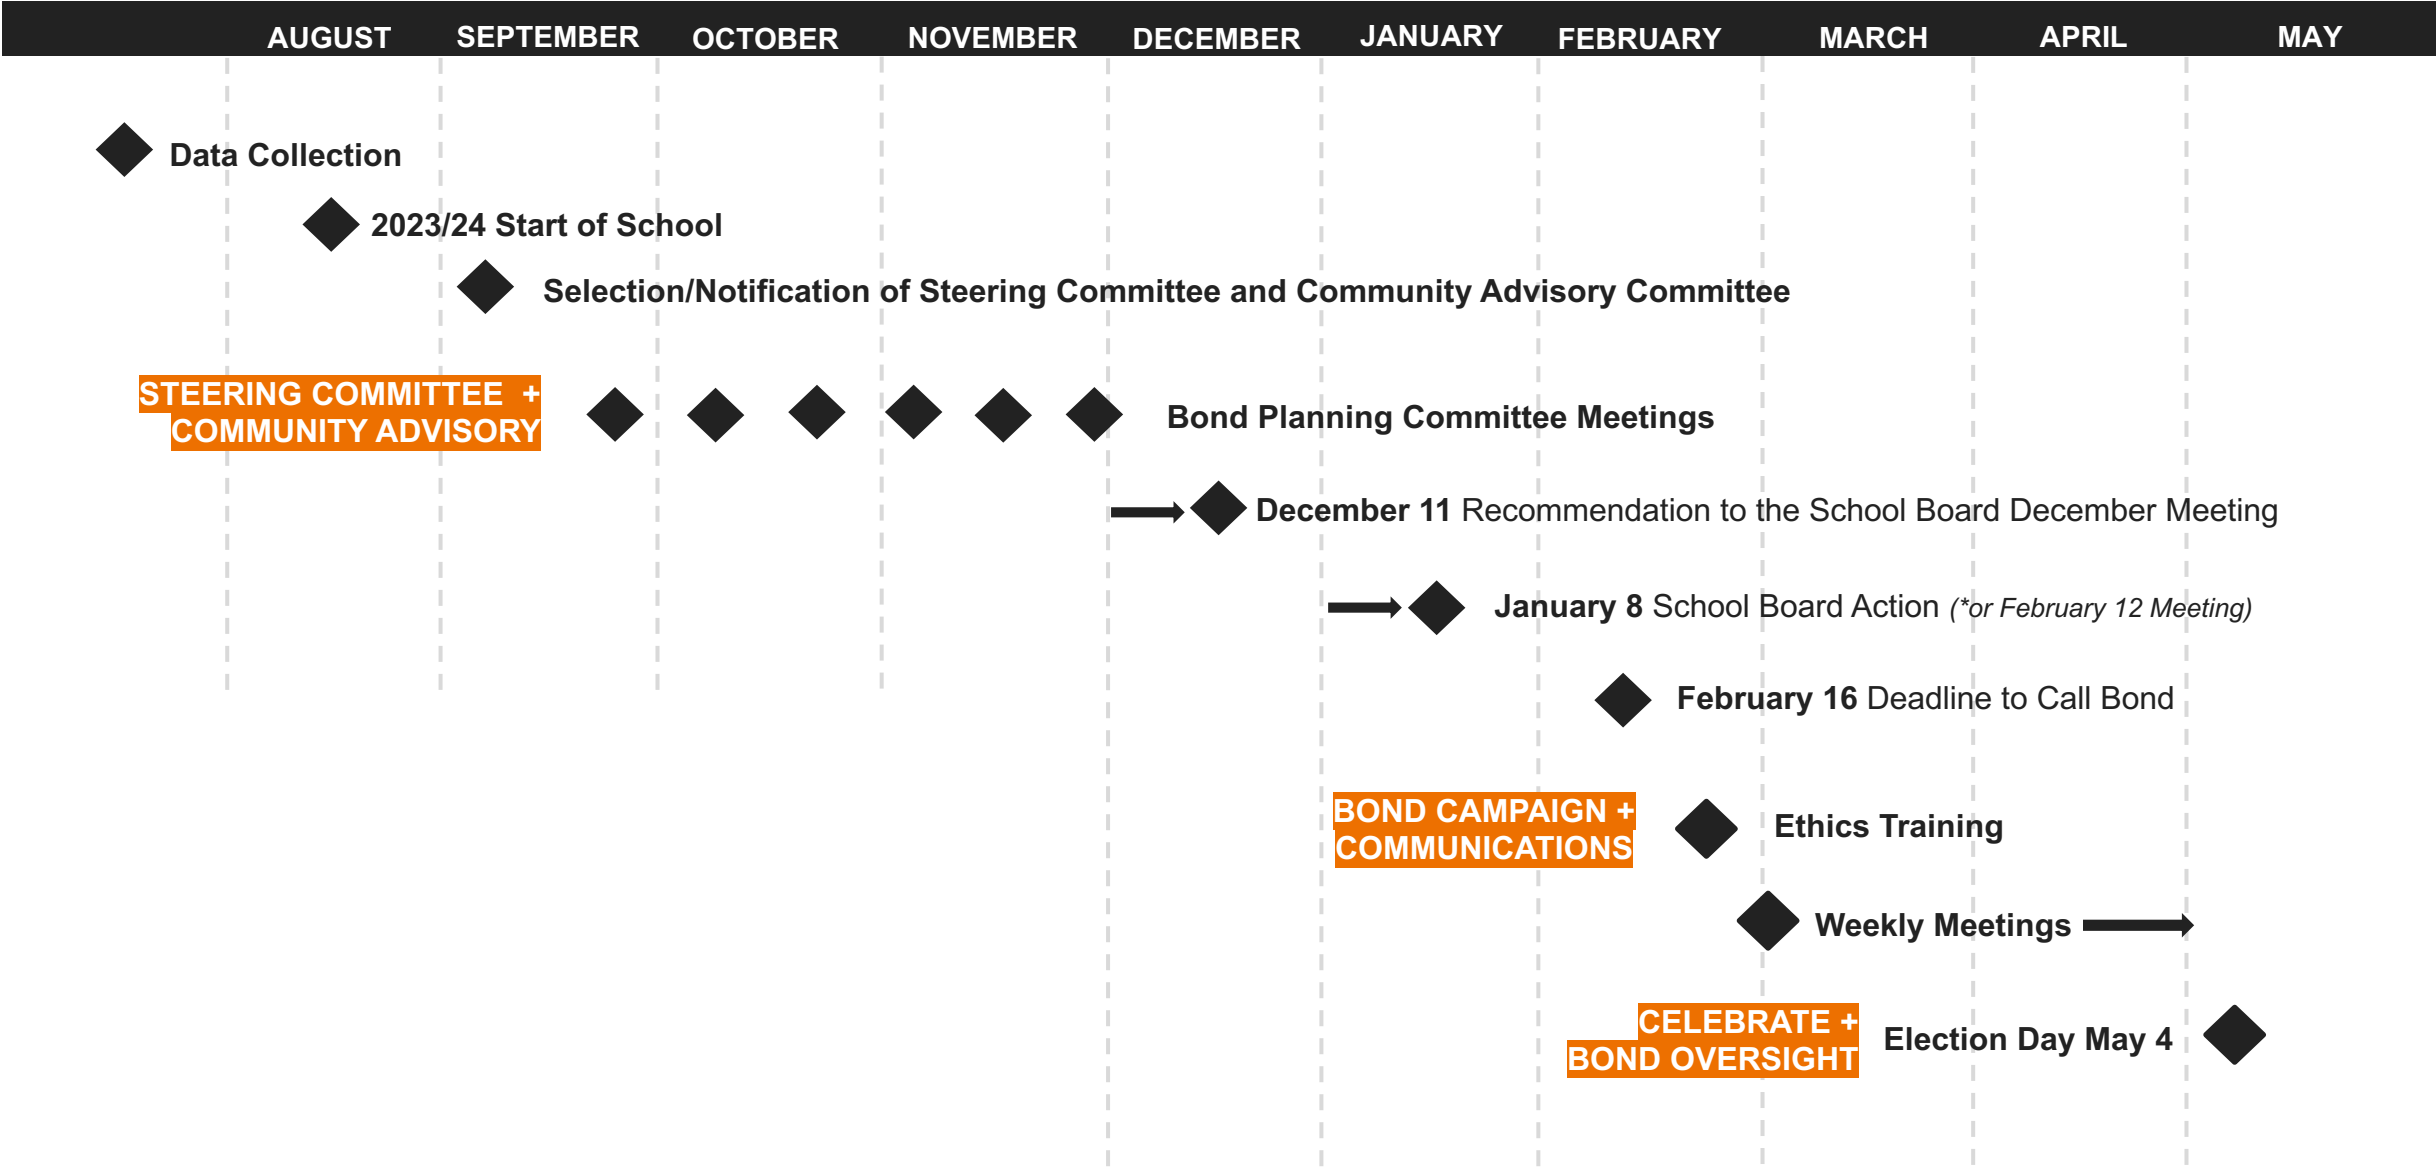 AUGUST SEPTEMBER OCTOBER NOVEMBER DECEMBER JANUARY FEBRUARY MARCH APRIL MAY
Data Collection
2023/24 Start of School
Selection/Notification of Steering Committee and Community Advisory Committee
STEERING COMMITTEE +
COMMUNITY ADVISORY
Bond Planning Committee Meetings
December 11 Recommendation to the School Board December Meeting
January 8 School Board Action (*or February 12 Meeting)
February 16 Deadline to Call Bond
BOND CAMPAIGN +
COMMUNICATIONS
Ethics Training
Weekly Meetings
CELEBRATE +
BOND OVERSIGHT
Election Day May 4